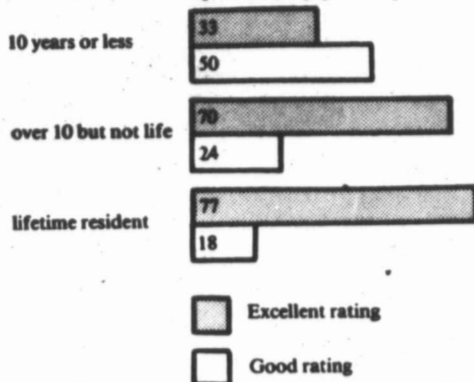 33
10 years or less
50
70
over 10 but not life
24
77
lifetime resident
18
Excellent rating
Good rating